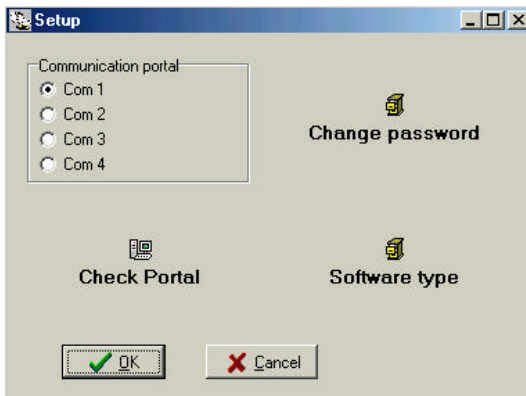 Setup
Communication portal
Com 1
Com 2
Com 3
Com 4
Change password
Check Portal
Software type
OK
Cancel